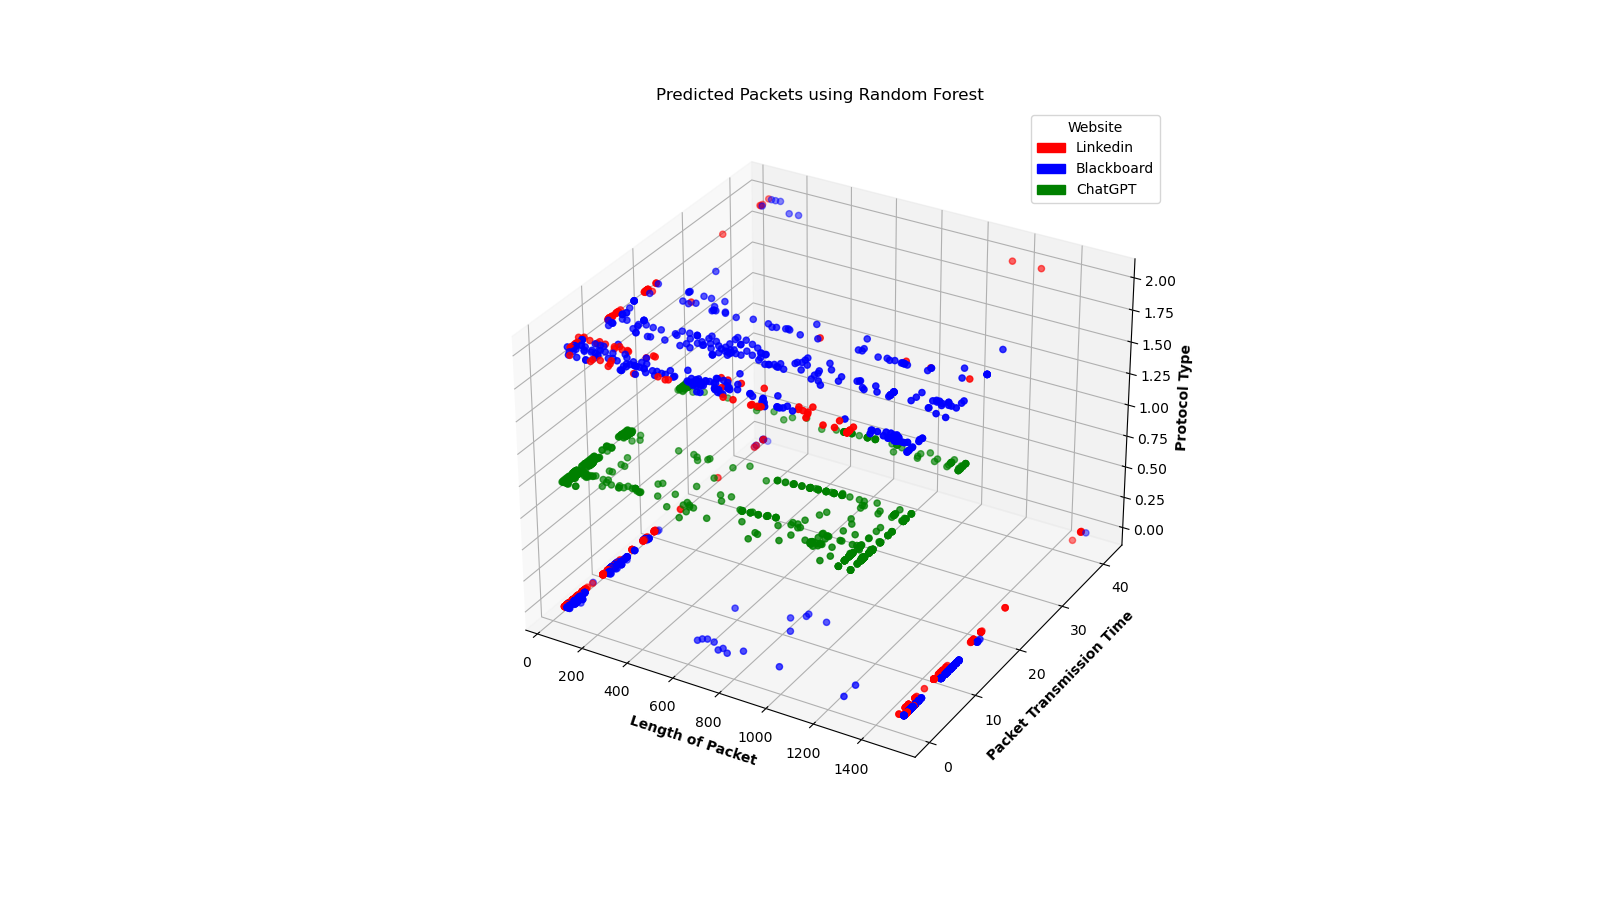 Predicted Packets using Random Forest
Website
Linkedin
Blackboard
ChatGPT
2.00
1.75
1.50
1.25
1.00
0.75
0.50
0.25
0.00
Protocol Type
0
200
400
600
800
1000
1200
1400
Length of Packet
0
10
20
30
40
Packet Transmission Time